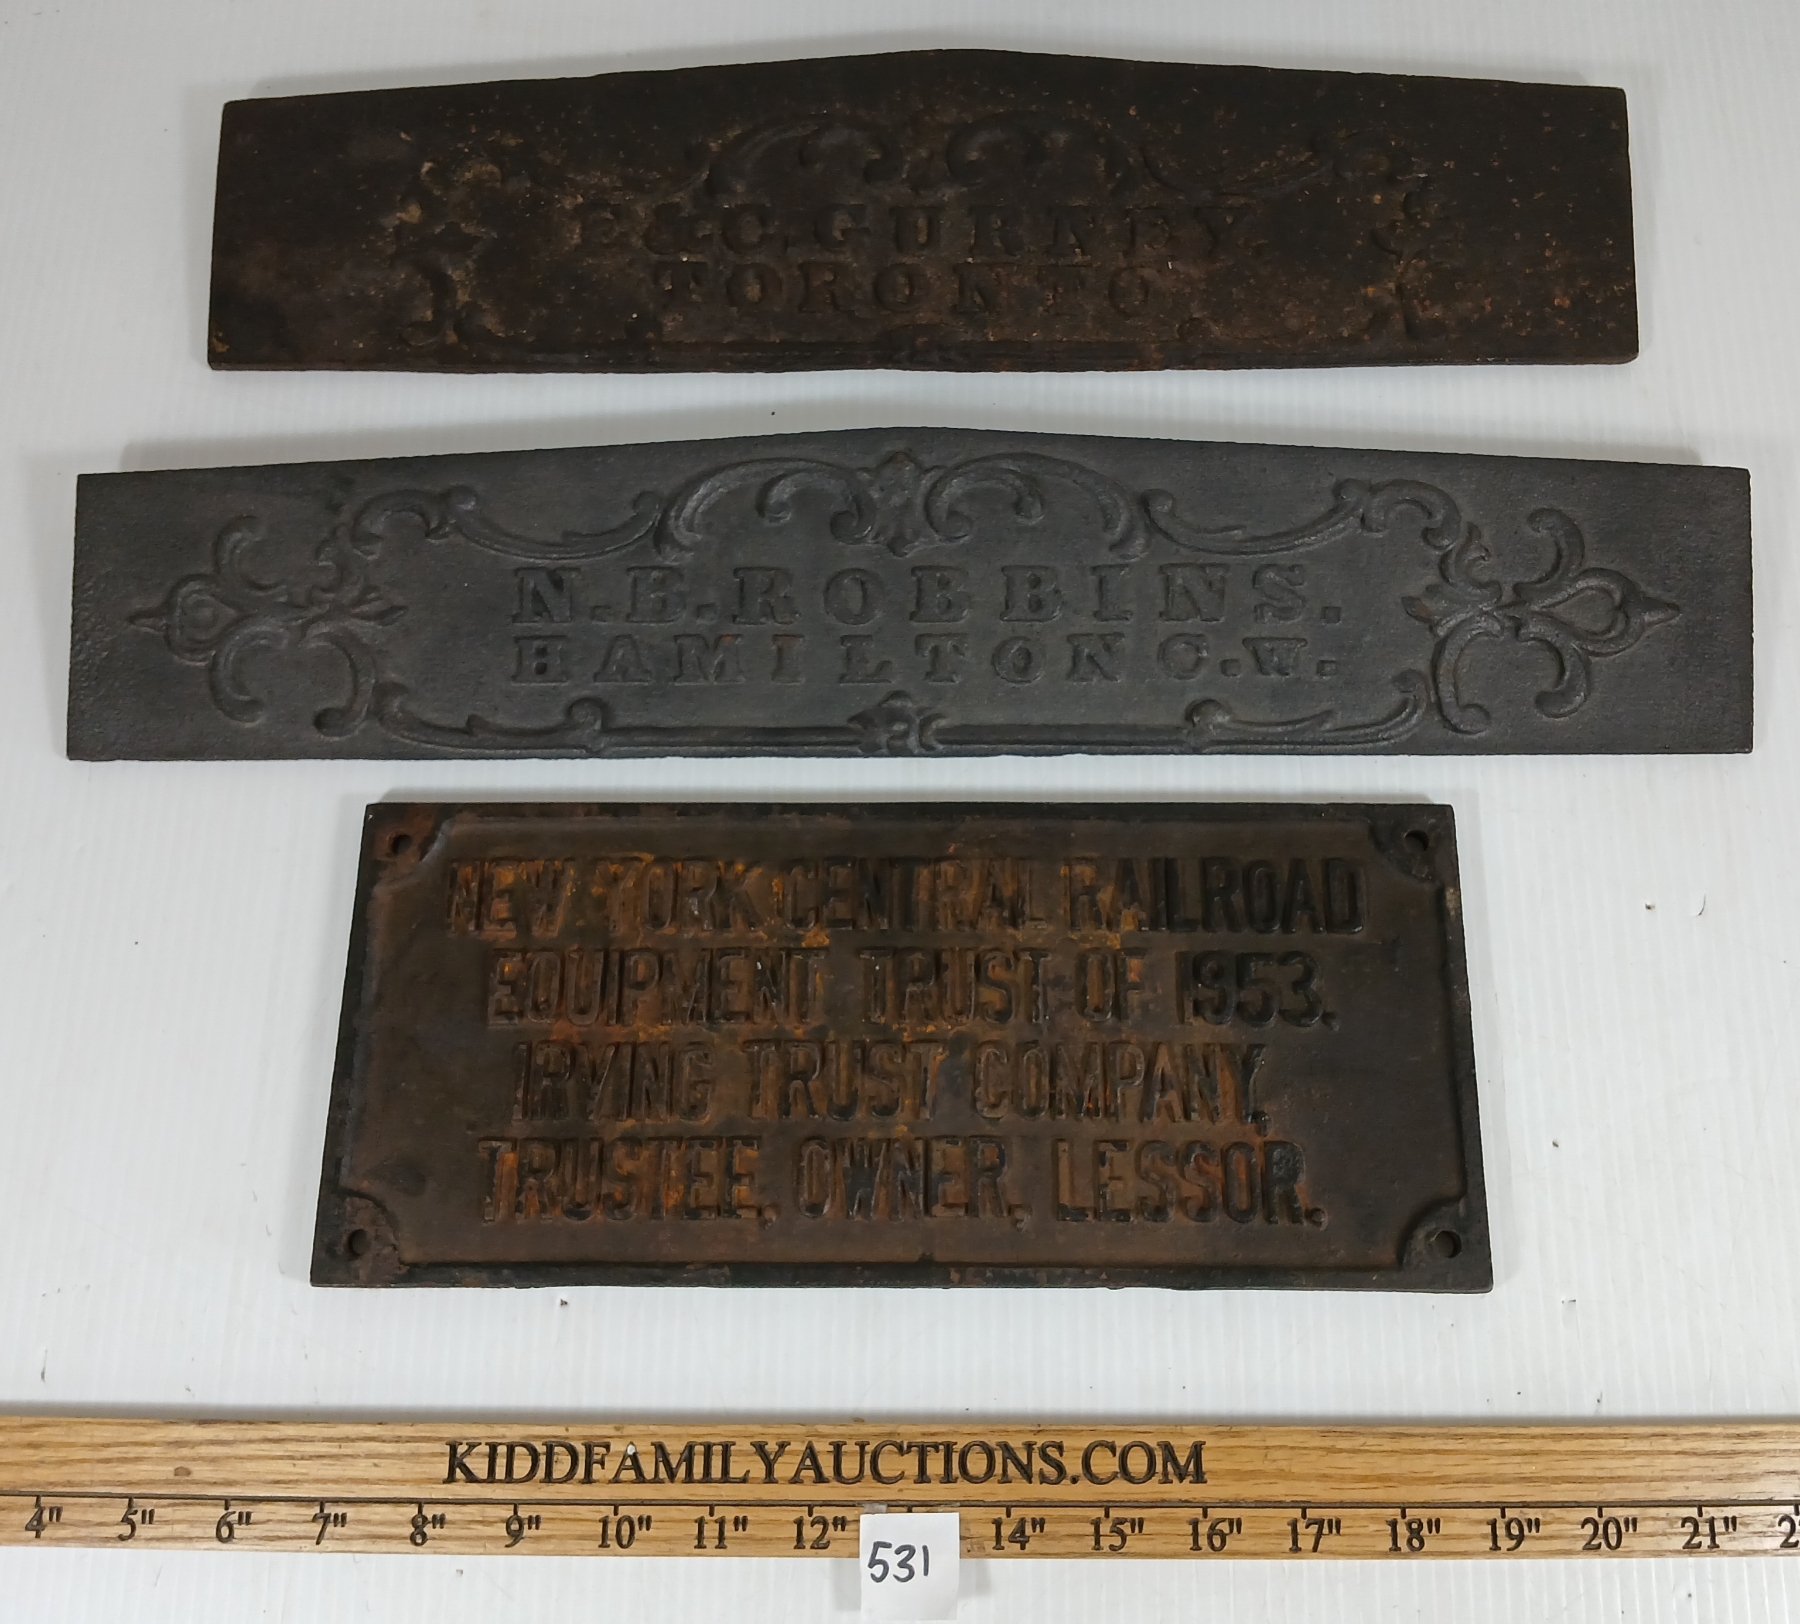 E & C. GURNEY.
TORONTO.
N. B. ROBBINS.
HAMILTON C.W.
NEW YORK CENTRAL RAILROAD
EQUIPMENT TRUST OF 1953.
IRVING TRUST COMPANY,
TRUSTEE, OWNER, LESSOR.
KIDDFAMILYAUCTIONS.COM
4" 5" 6" 7" 8" 9" 10" 11" 12" 14" 15" 16" 17" 18" 19" 20" 21"
531